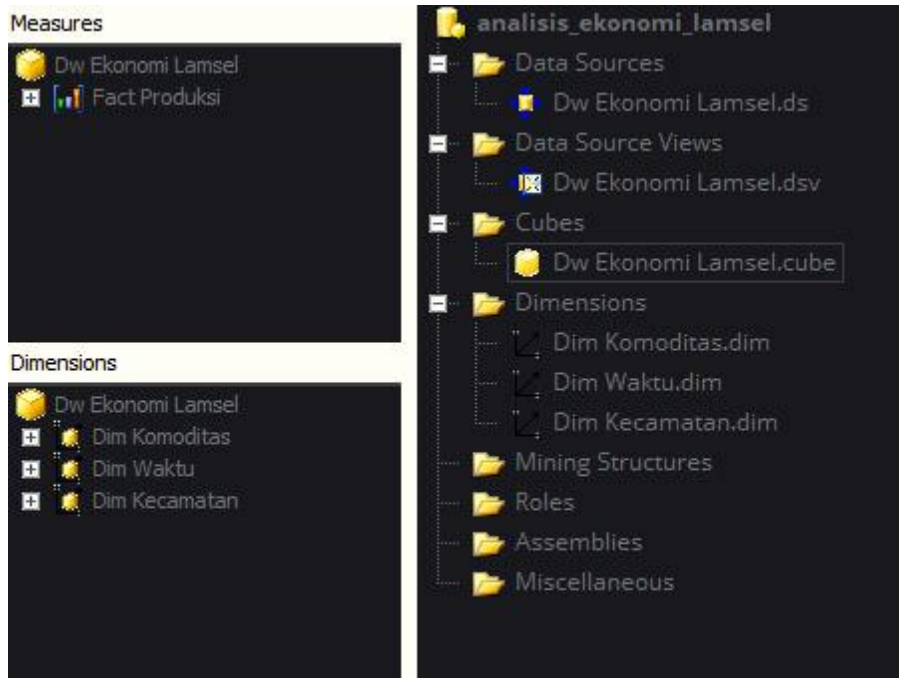 Measures
Dw Ekonomi Lamsel
Fact Produksi
Dimensions
Dw Ekonomi Lamsel
Dim Komoditas
Dim Waktu
Dim Kecamatan
analisis_ekonomi_lamsel
Data Sources
Dw Ekonomi Lamsel.ds
Data Source Views
Dw Ekonomi Lamsel.dsv
Cubes
Dw Ekonomi Lamsel.cube
Dimensions
Dim Komoditas.dim
Dim Waktu.dim
Dim Kecamatan.dim
Mining Structures
Roles
Assemblies
Miscellaneous